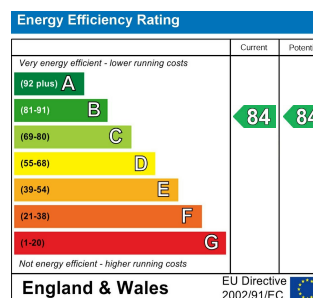 Energy Efficiency Rating
Current Potent
Very energy efficient - lower running costs
(92 plus) A
(81-91) B
84 84
(69-80) C
(55-68) D
(39-54) E
(21-38) F
(1-20) G
Not energy efficient - higher running costs
England & Wales
EU Directive
2002/91/EC